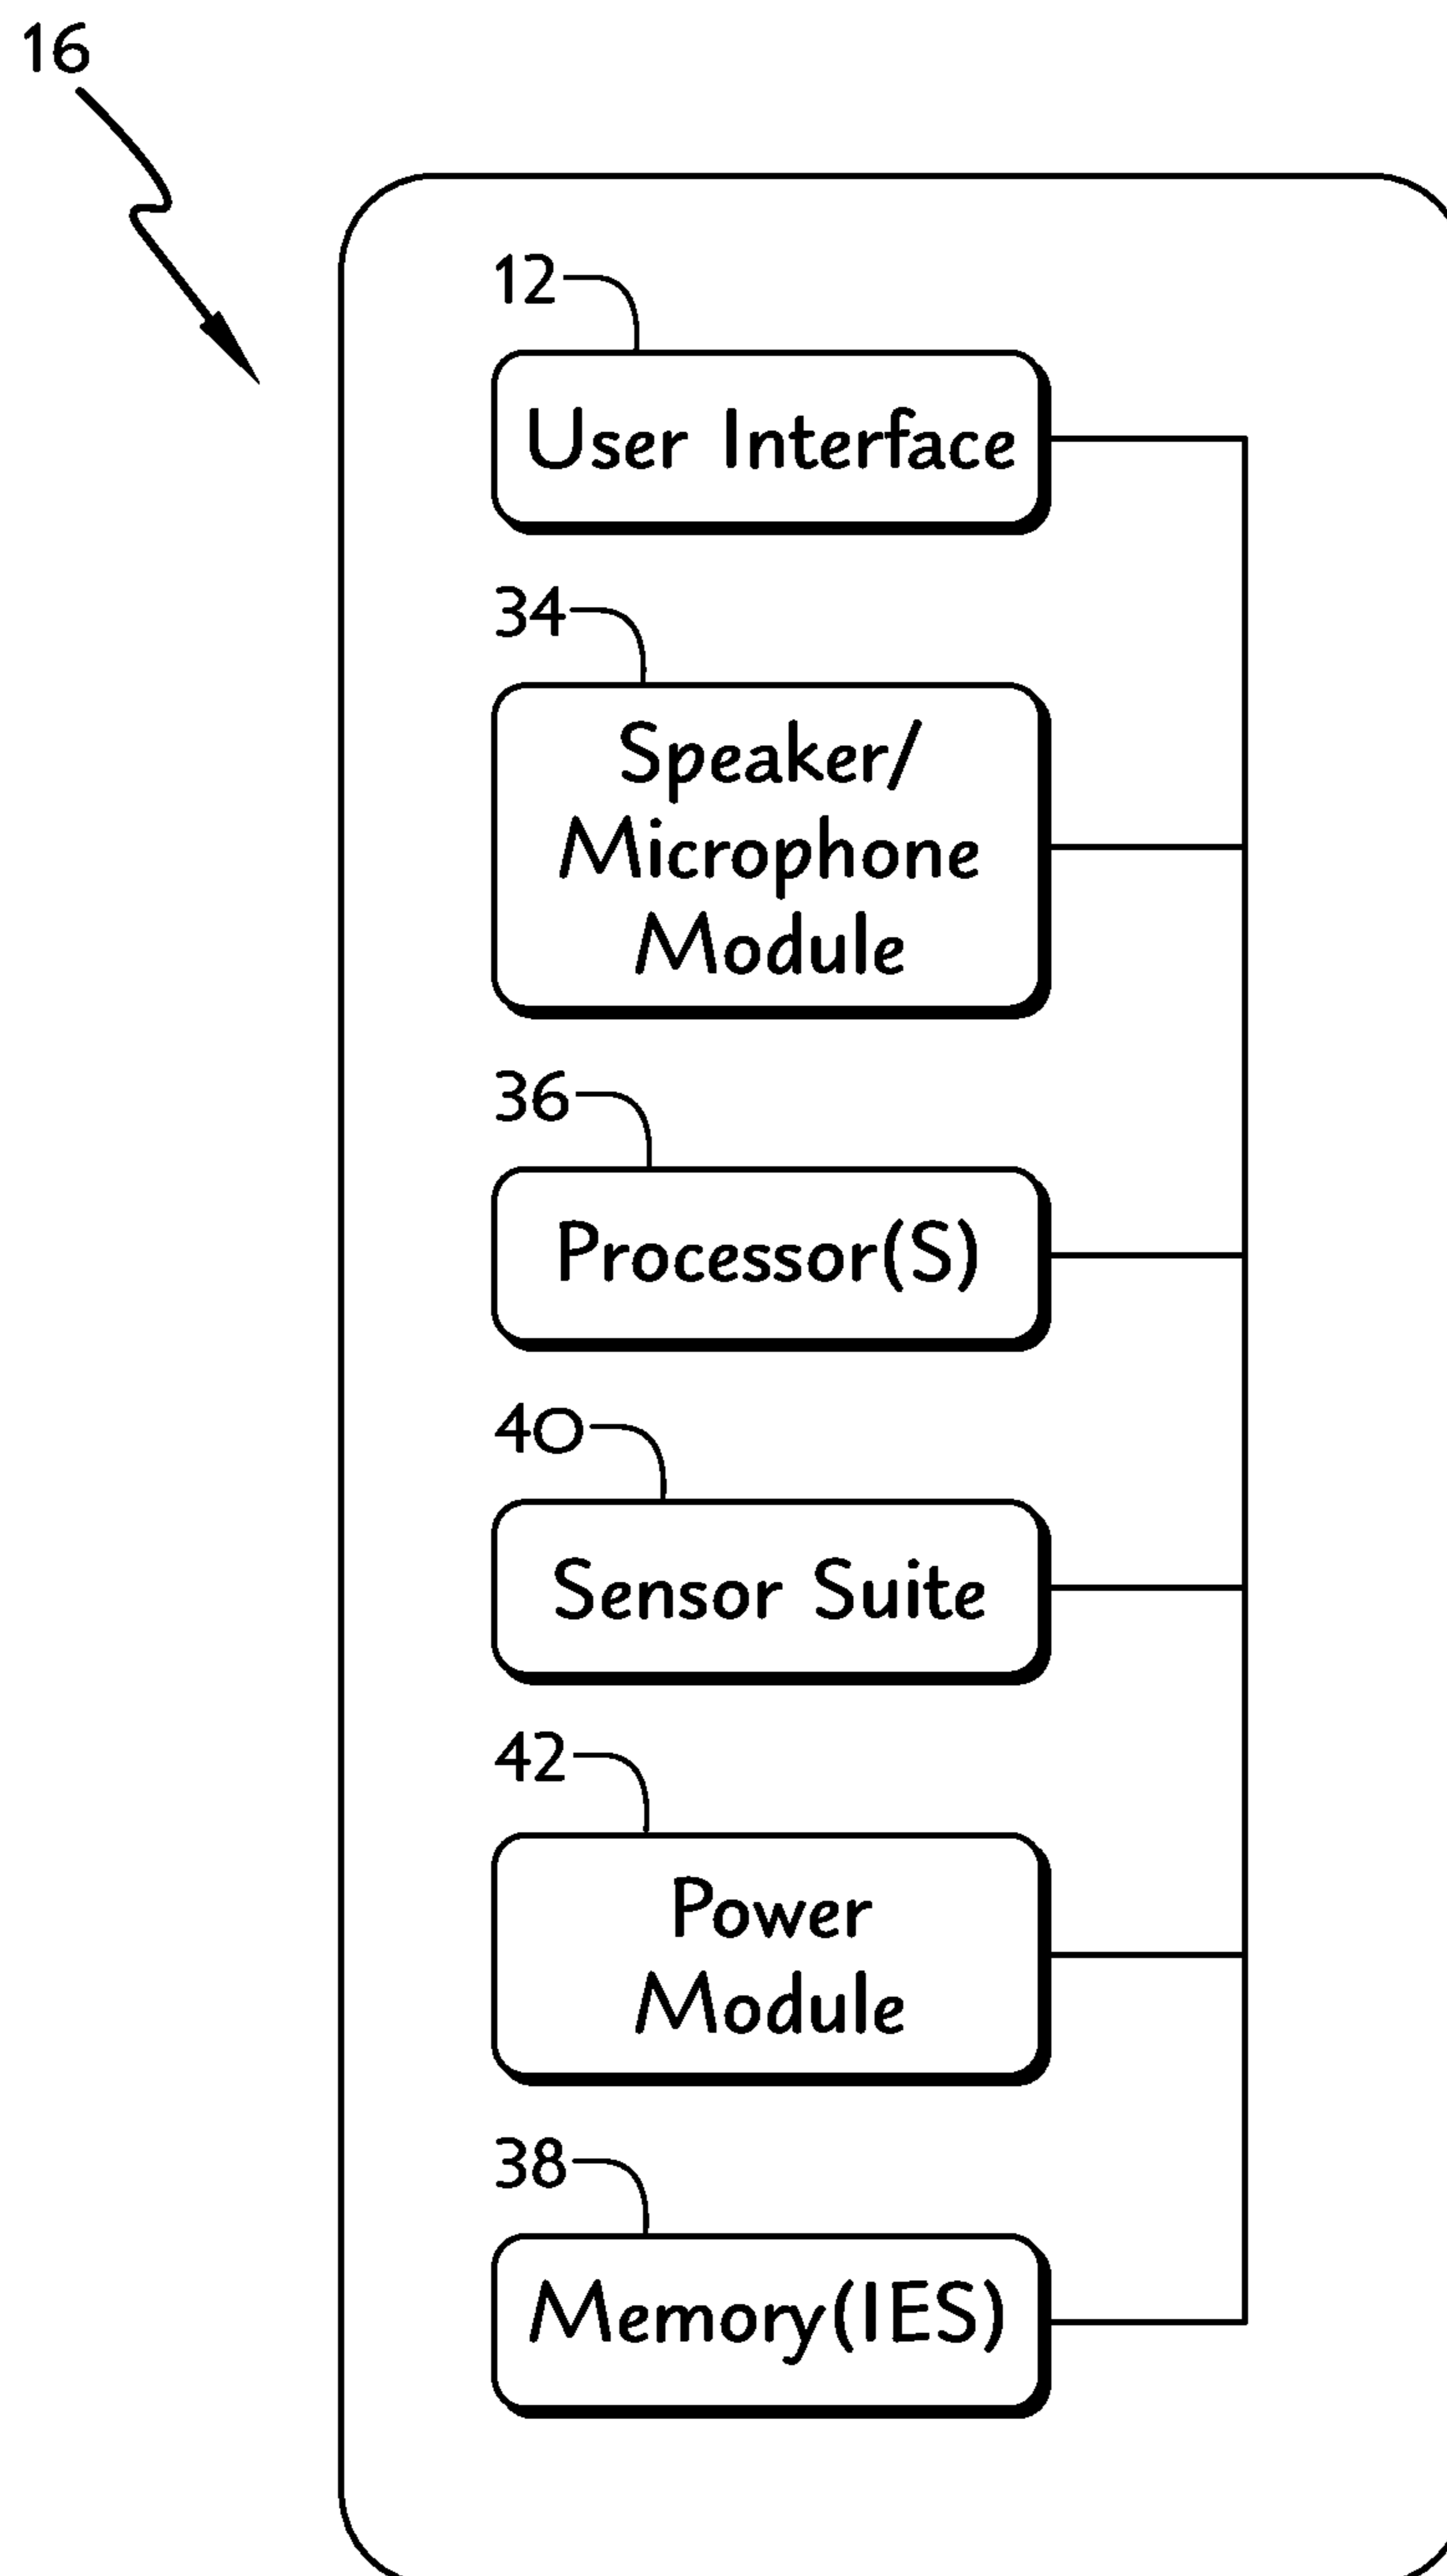 16
12
User Interface
34
Speaker/
Microphone
Module
36
Processor(S)
40
Sensor Suite
42
Power
Module
38
Memory(IES)